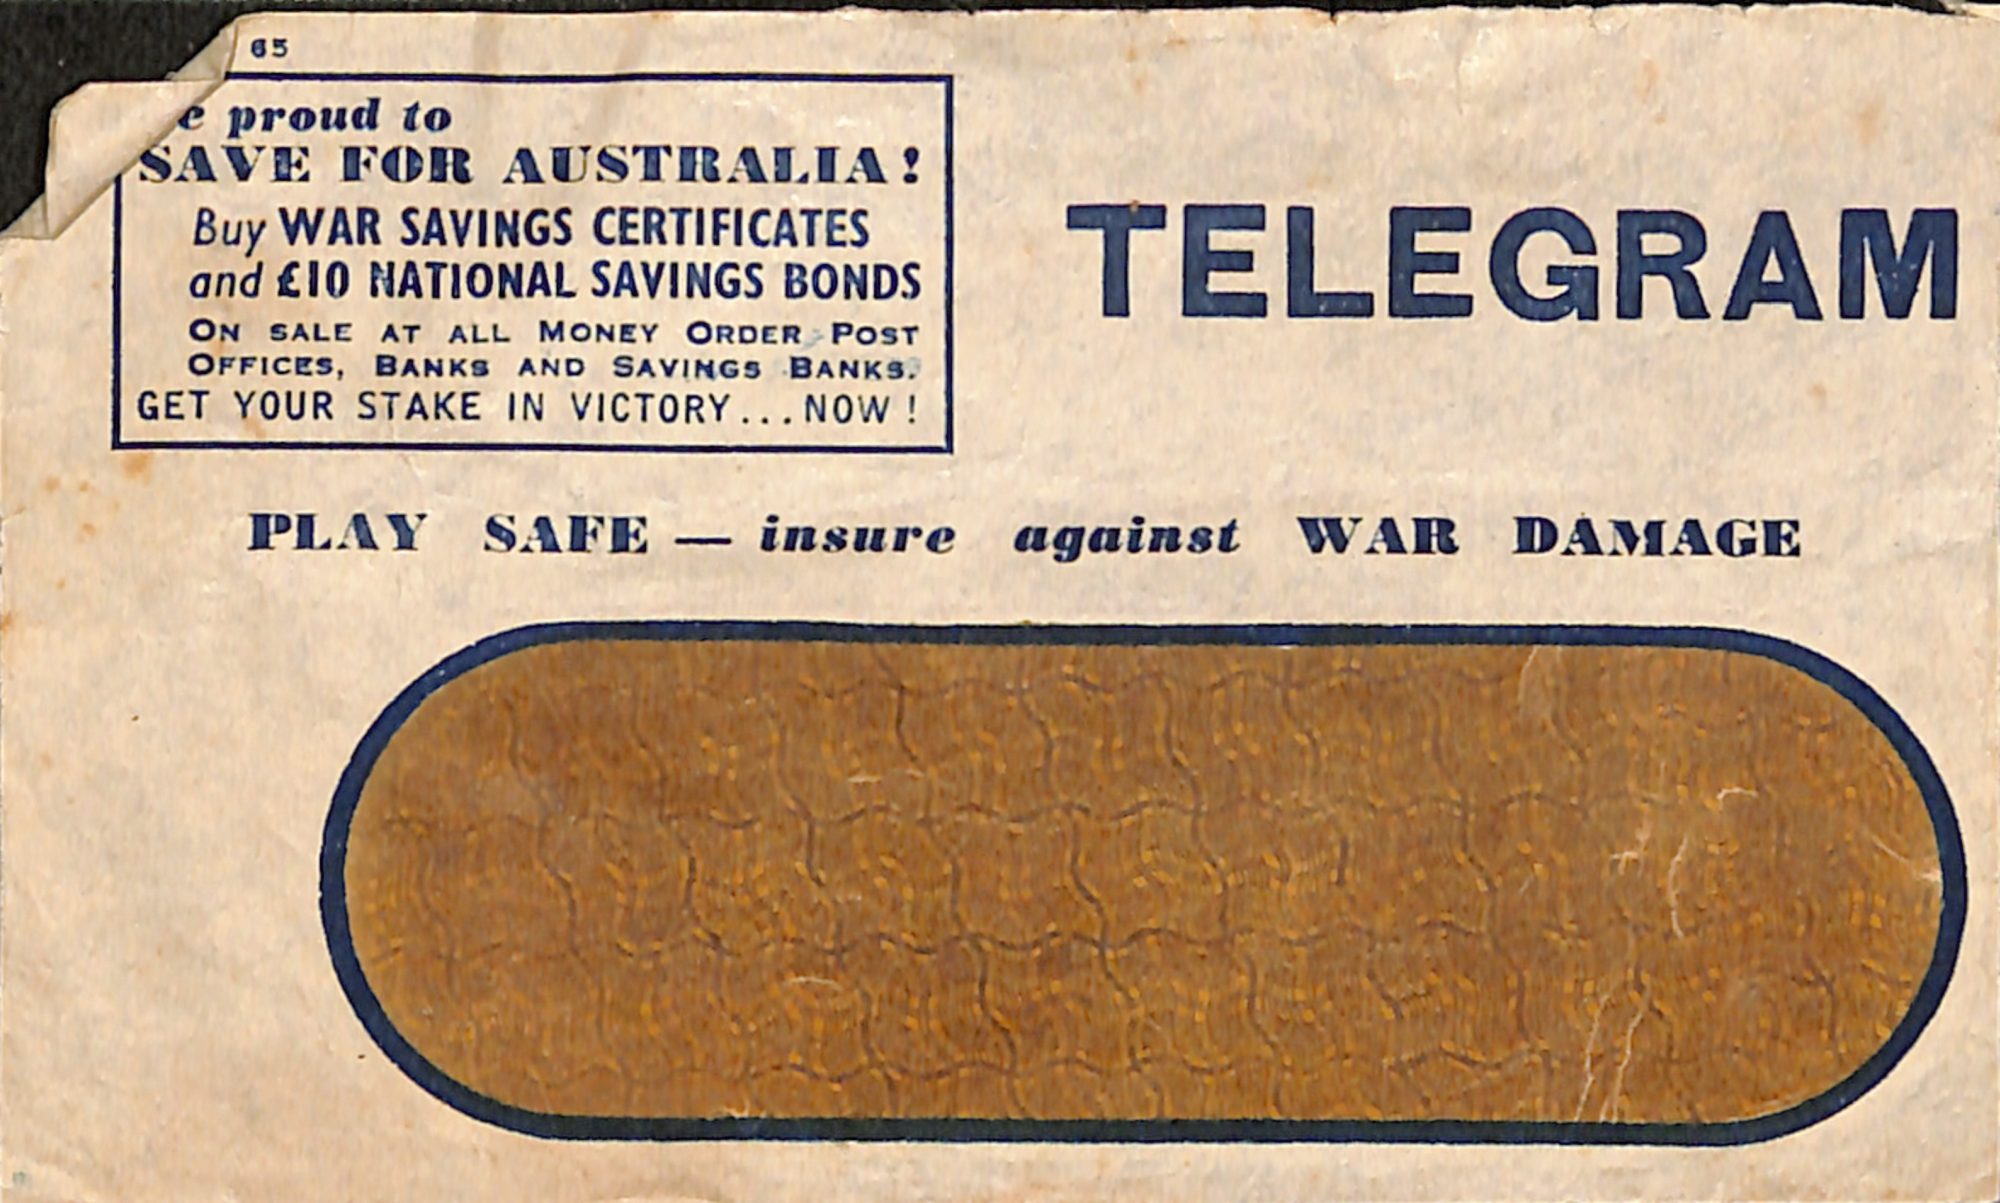 65
e proud to
SAVE FOR AUSTRALIA!
Buy WAR SAVINGS CERTIFICATES
and £10 NATIONAL SAVINGS BONDS
ON SALE AT ALL MONEY ORDER POST
OFFICES, BANKS AND SAVINGS BANKS.
GET YOUR STAKE IN VICTORY...NOW!
TELEGRAM
PLAY SAFE — insure against WAR DAMAGE